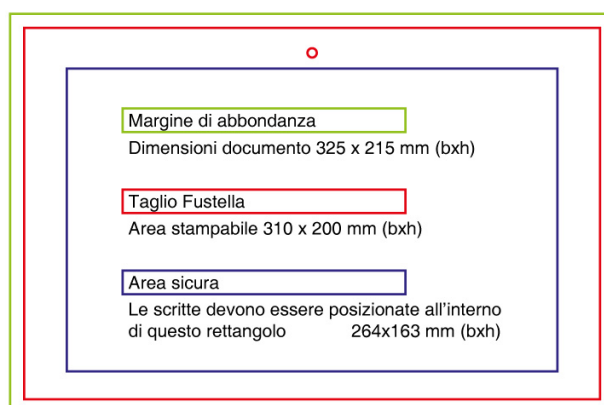 Margine di abbondanza
Dimensioni documento 325 x 215 mm (bxh)
Taglio Fustella
Area stampabile 310 x 200 mm (bxh)
Area sicura
Le scritte devono essere posizionate all'interno
di questo rettangolo 264x163 mm (bxh)